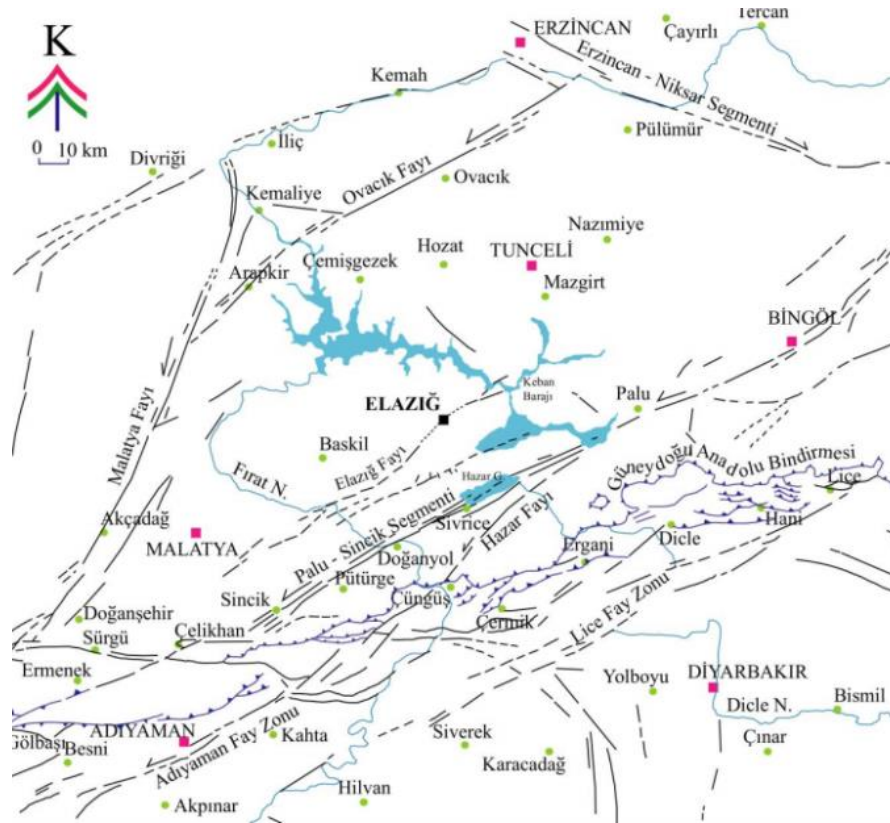 K
0 10 km
ERZİNCAN
Çayırlı
Tercan
Erzincan - Niksar Segmenti
Kemah
Pülümür
İliç
Divriği
Ovacık Fayı
Ovacık
Kemaliye
Nazımiye
Hozat
TUNCELİ
Çemişgezek
Arapkir
Mazgirt
BİNGÖL
Malatya Fayı
Keban
Barajı
Palu
ELAZIĞ
Baskil
Elazığ Fayı
Fırat N.
Hazar G.
Güneydoğu Anadolu Bindirmesi
Lice
Akçadağ
MALATYA
Palu - Sincik Segmenti
Sivrice
Hazar Fayı
Hani
Dicle
Doğanyol
Ergani
Pütürge
Çüngüş
Sincik
Çermik
Lice Fay Zonu
Doğanşehir
Sürgü
Çelikhan
Ermenek
Yolboyu
DİYARBAKIR
Dicle N.
Bismil
Gölbaşı
ADIYAMAN
Besni
Adıyaman Fay Zonu
Kahta
Siverek
Karacadağ
Çınar
Akpınar
Hilvan